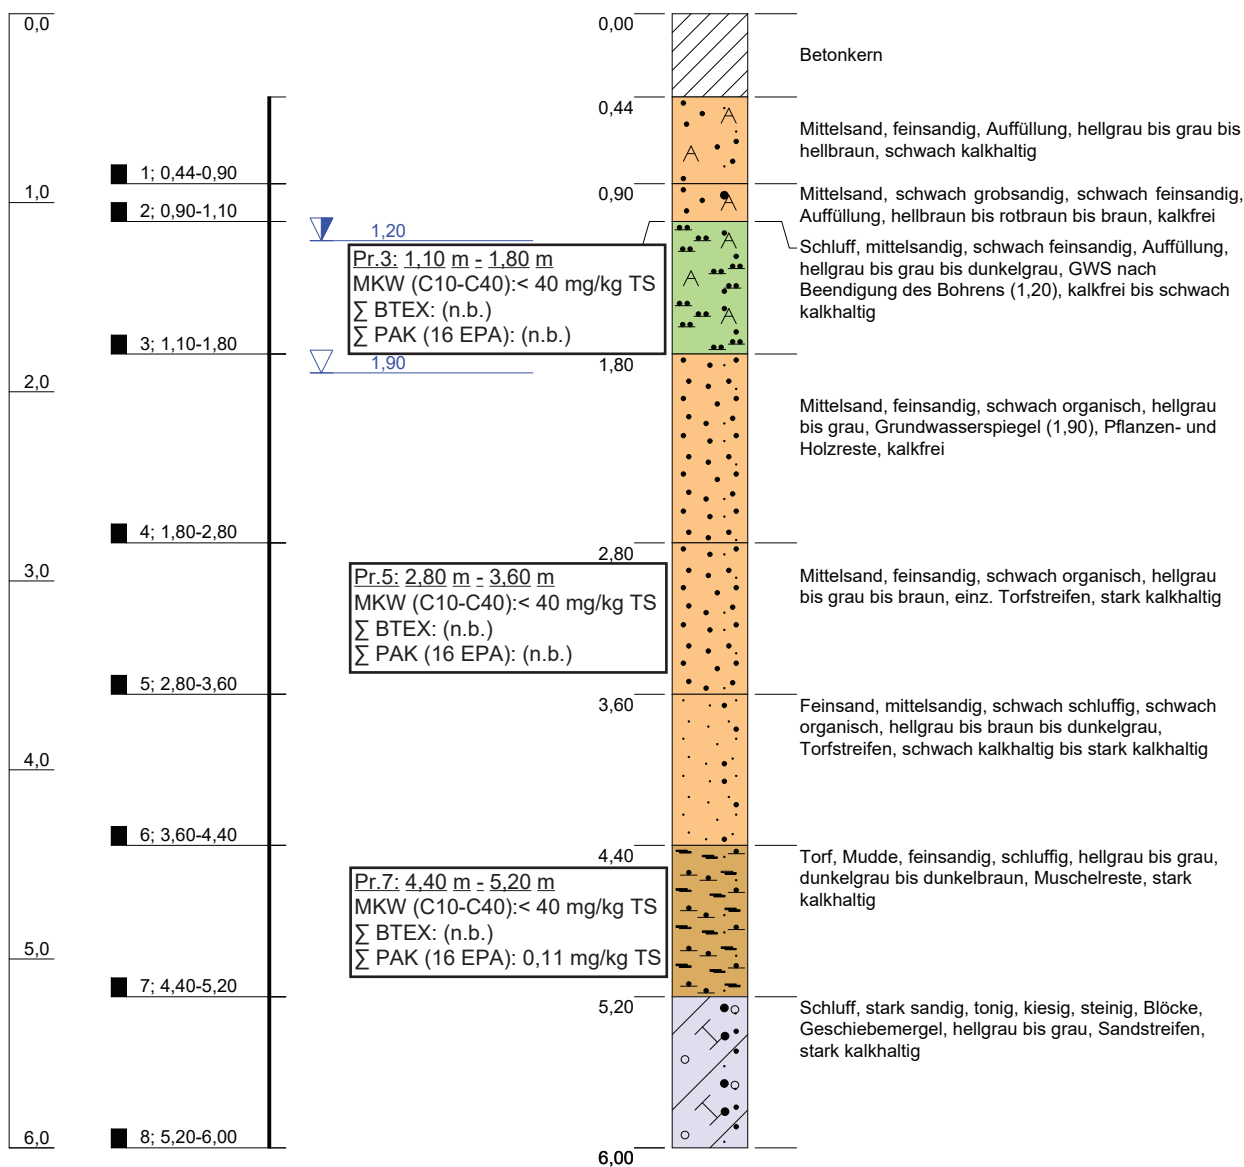 0,0
1,0
2,0
3,0
4,0
5,0
6,0
1; 0,44-0,90
2; 0,90-1,10
3; 1,10-1,80
4; 1,80-2,80
5; 2,80-3,60
6; 3,60-4,40
7; 4,40-5,20
8; 5,20-6,00
1,20
1,90
Pr.3: 1,10 m - 1,80 m
MKW (C10-C40):< 40 mg/kg TS
∑ BTEX: (n.b.)
∑ PAK (16 EPA): (n.b.)
Pr.5: 2,80 m - 3,60 m
MKW (C10-C40):< 40 mg/kg TS
∑ BTEX: (n.b.)
∑ PAK (16 EPA): (n.b.)
Pr.7: 4,40 m - 5,20 m
MKW (C10-C40):< 40 mg/kg TS
∑ BTEX: (n.b.)
∑ PAK (16 EPA): 0,11 mg/kg TS
0,00
0,44
0,90
1,80
2,80
3,60
4,40
5,20
6,00
A
A
A
A
A
A
Betonkern
Mittelsand, feinsandig, Auffüllung, hellgrau bis grau bis
hellbraun, schwach kalkhaltig
Mittelsand, schwach grobsandig, schwach feinsandig,
Auffüllung, hellbraun bis rotbraun bis braun, kalkfrei
Schluff, mittelsandig, schwach feinsandig, Auffüllung,
hellgrau bis grau bis dunkelgrau, GWS nach
Beendigung des Bohrens (1,20), kalkfrei bis schwach
kalkhaltig
Mittelsand, feinsandig, schwach organisch, hellgrau
bis grau, Grundwasserspiegel (1,90), Pflanzen- und
Holzreste, kalkfrei
Mittelsand, feinsandig, schwach organisch, hellgrau
bis grau bis braun, einz. Torfstreifen, stark kalkhaltig
Feinsand, mittelsandig, schwach schluffig, schwach
organisch, hellgrau bis braun bis dunkelgrau,
Torfstreifen, schwach kalkhaltig bis stark kalkhaltig
Torf, Mudde, feinsandig, schluffig, hellgrau bis grau,
dunkelgrau bis dunkelbraun, Muschelreste, stark
kalkhaltig
Schluff, stark sandig, tonig, kiesig, steinig, Blöcke,
Geschiebemergel, hellgrau bis grau, Sandstreifen,
stark kalkhaltig